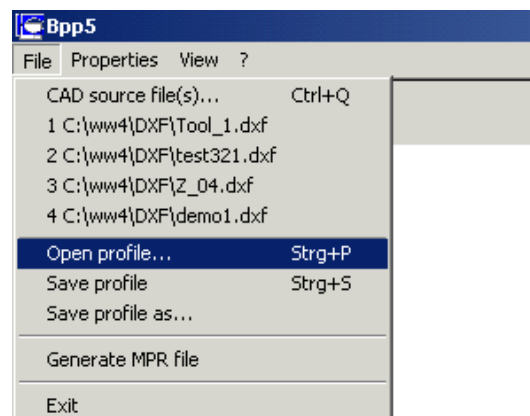 Bpp5
File Properties View ?
CAD source file(s)... Ctrl+Q
1 C:\ww4\DXF\Tool_1.dxf
2 C:\ww4\DXF\test321.dxf
3 C:\ww4\DXF\Z_04.dxf
4 C:\ww4\DXF\demo1.dxf
Open profile... Strg+P
Save profile Strg+S
Save profile as...
Generate MPR file
Exit